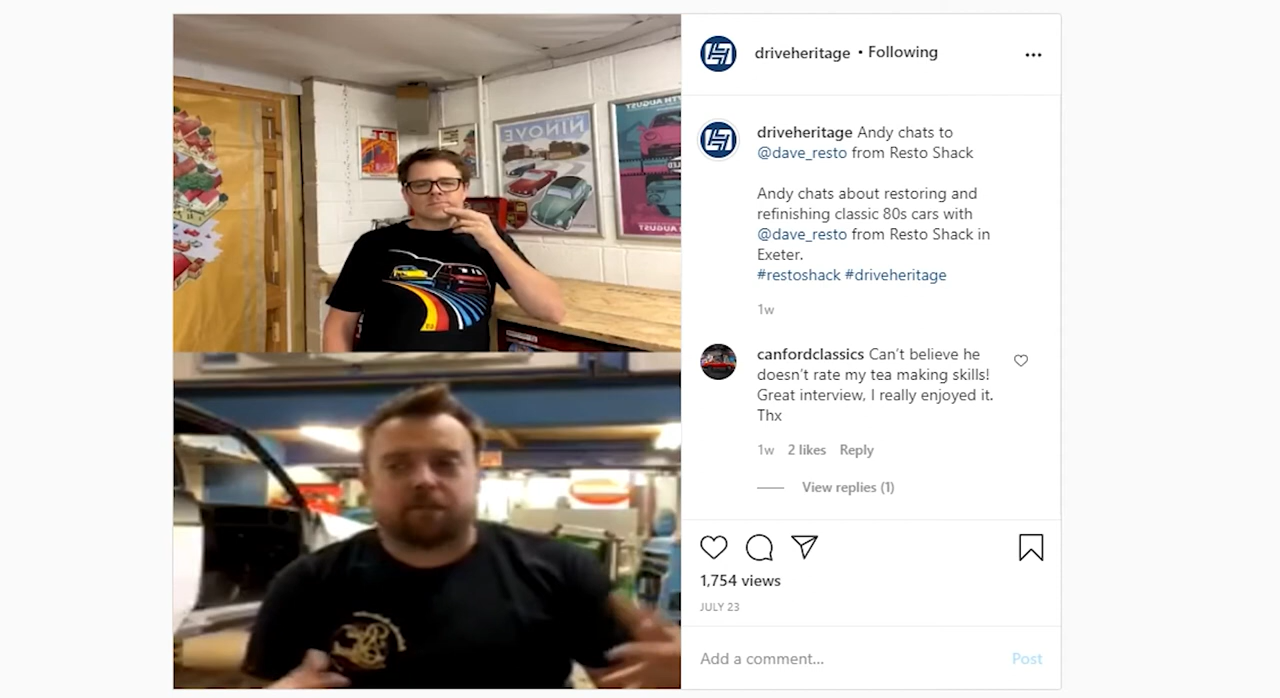 driveheritage • Following
driveheritage Andy chats to
@dave_resto from Resto Shack
Andy chats about restoring and
refinishing classic 80s cars with
@dave_resto from Resto Shack in
Exeter.
#restoshack #driveheritage
1w
canfordclassics Can't believe he
doesn't rate my tea making skills!
Great interview, I really enjoyed it.
Thx
1w 2 likes Reply
View replies (1)
1,754 views
JULY 23
Add a comment... Post
NINOVE
AUGUST
AUGUST